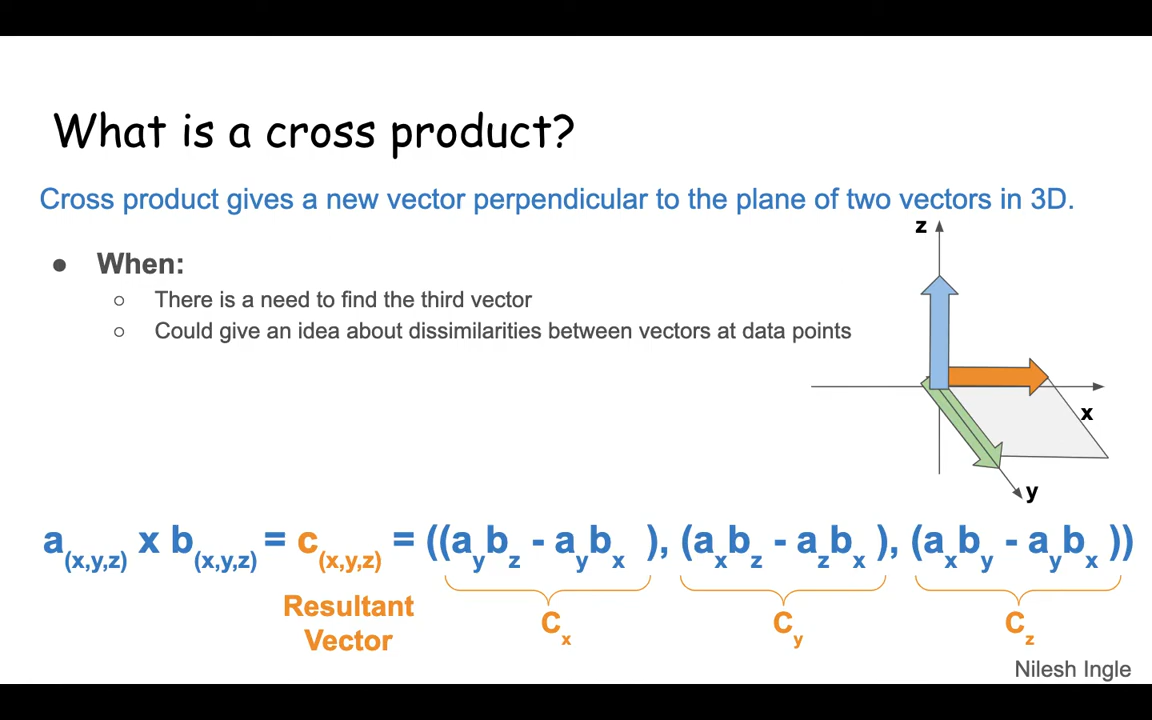 What is a cross product?
Cross product gives a new vector perpendicular to the plane of two vectors in 3D.
● When:
○ There is a need to find the third vector
○ Could give an idea about dissimilarities between vectors at data points
z
x
y
a(x,y,z) x b(x,y,z) = c(x,y,z) = ((aybz - aybx ), (axbz - azbx ), (axby - aybx ))
Resultant
Vector
Cx
Cy
Cz
Nilesh Ingle